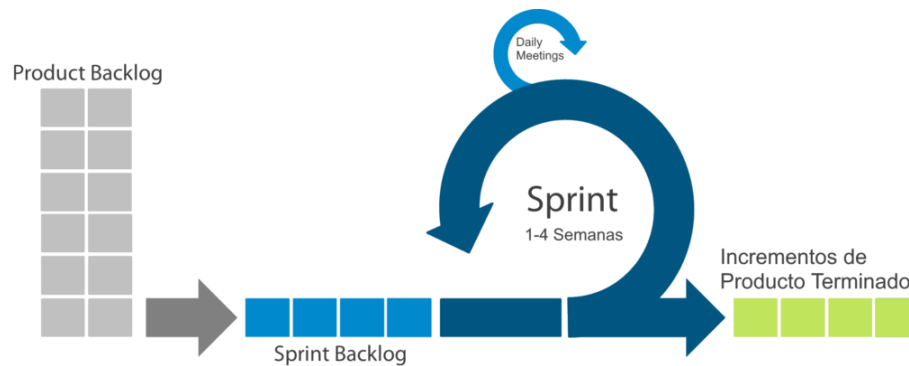 Daily
Meetings
Product Backlog
Sprint
1-4 Semanas
Incrementos de
Producto Terminado
Sprint Backlog